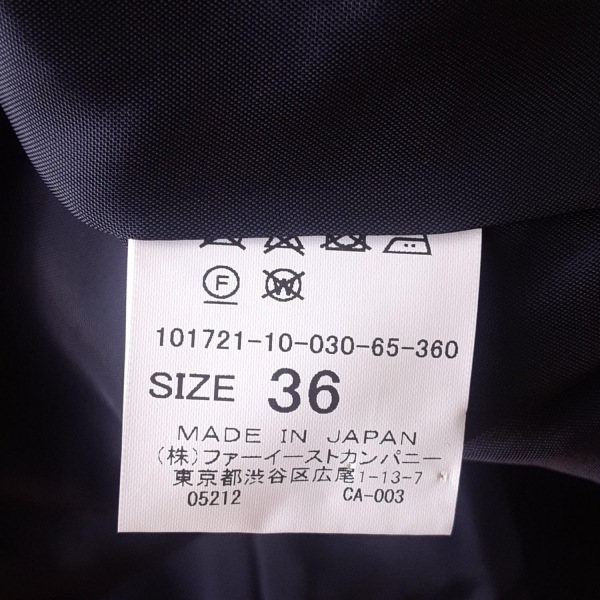 F W
101721-10-030-65-360
SIZE 36
MADE IN JAPAN
(株)ファーイーストカンパニー
東京都渋谷区広尾1-13-7
05212 CA-003